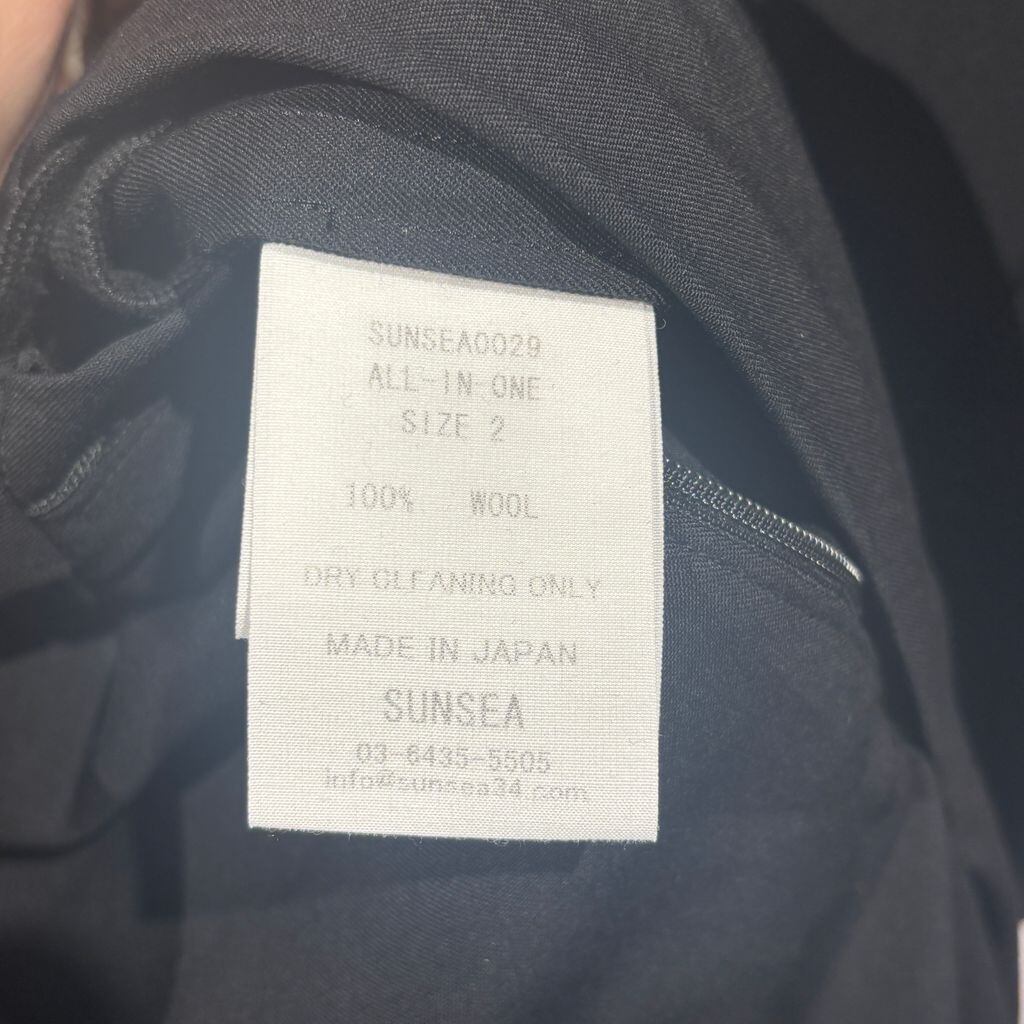 SUNSEA0029
ALL-IN-ONE
SIZE 2
100% WOOL
DRY CLEANING ONLY
MADE IN JAPAN
SUNSEA
03-6435-5505
info@sunsea34.com